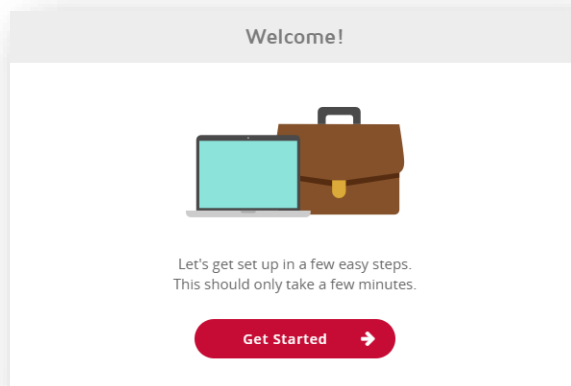 Welcome!
Let's get set up in a few easy steps.
This should only take a few minutes.
Get Started